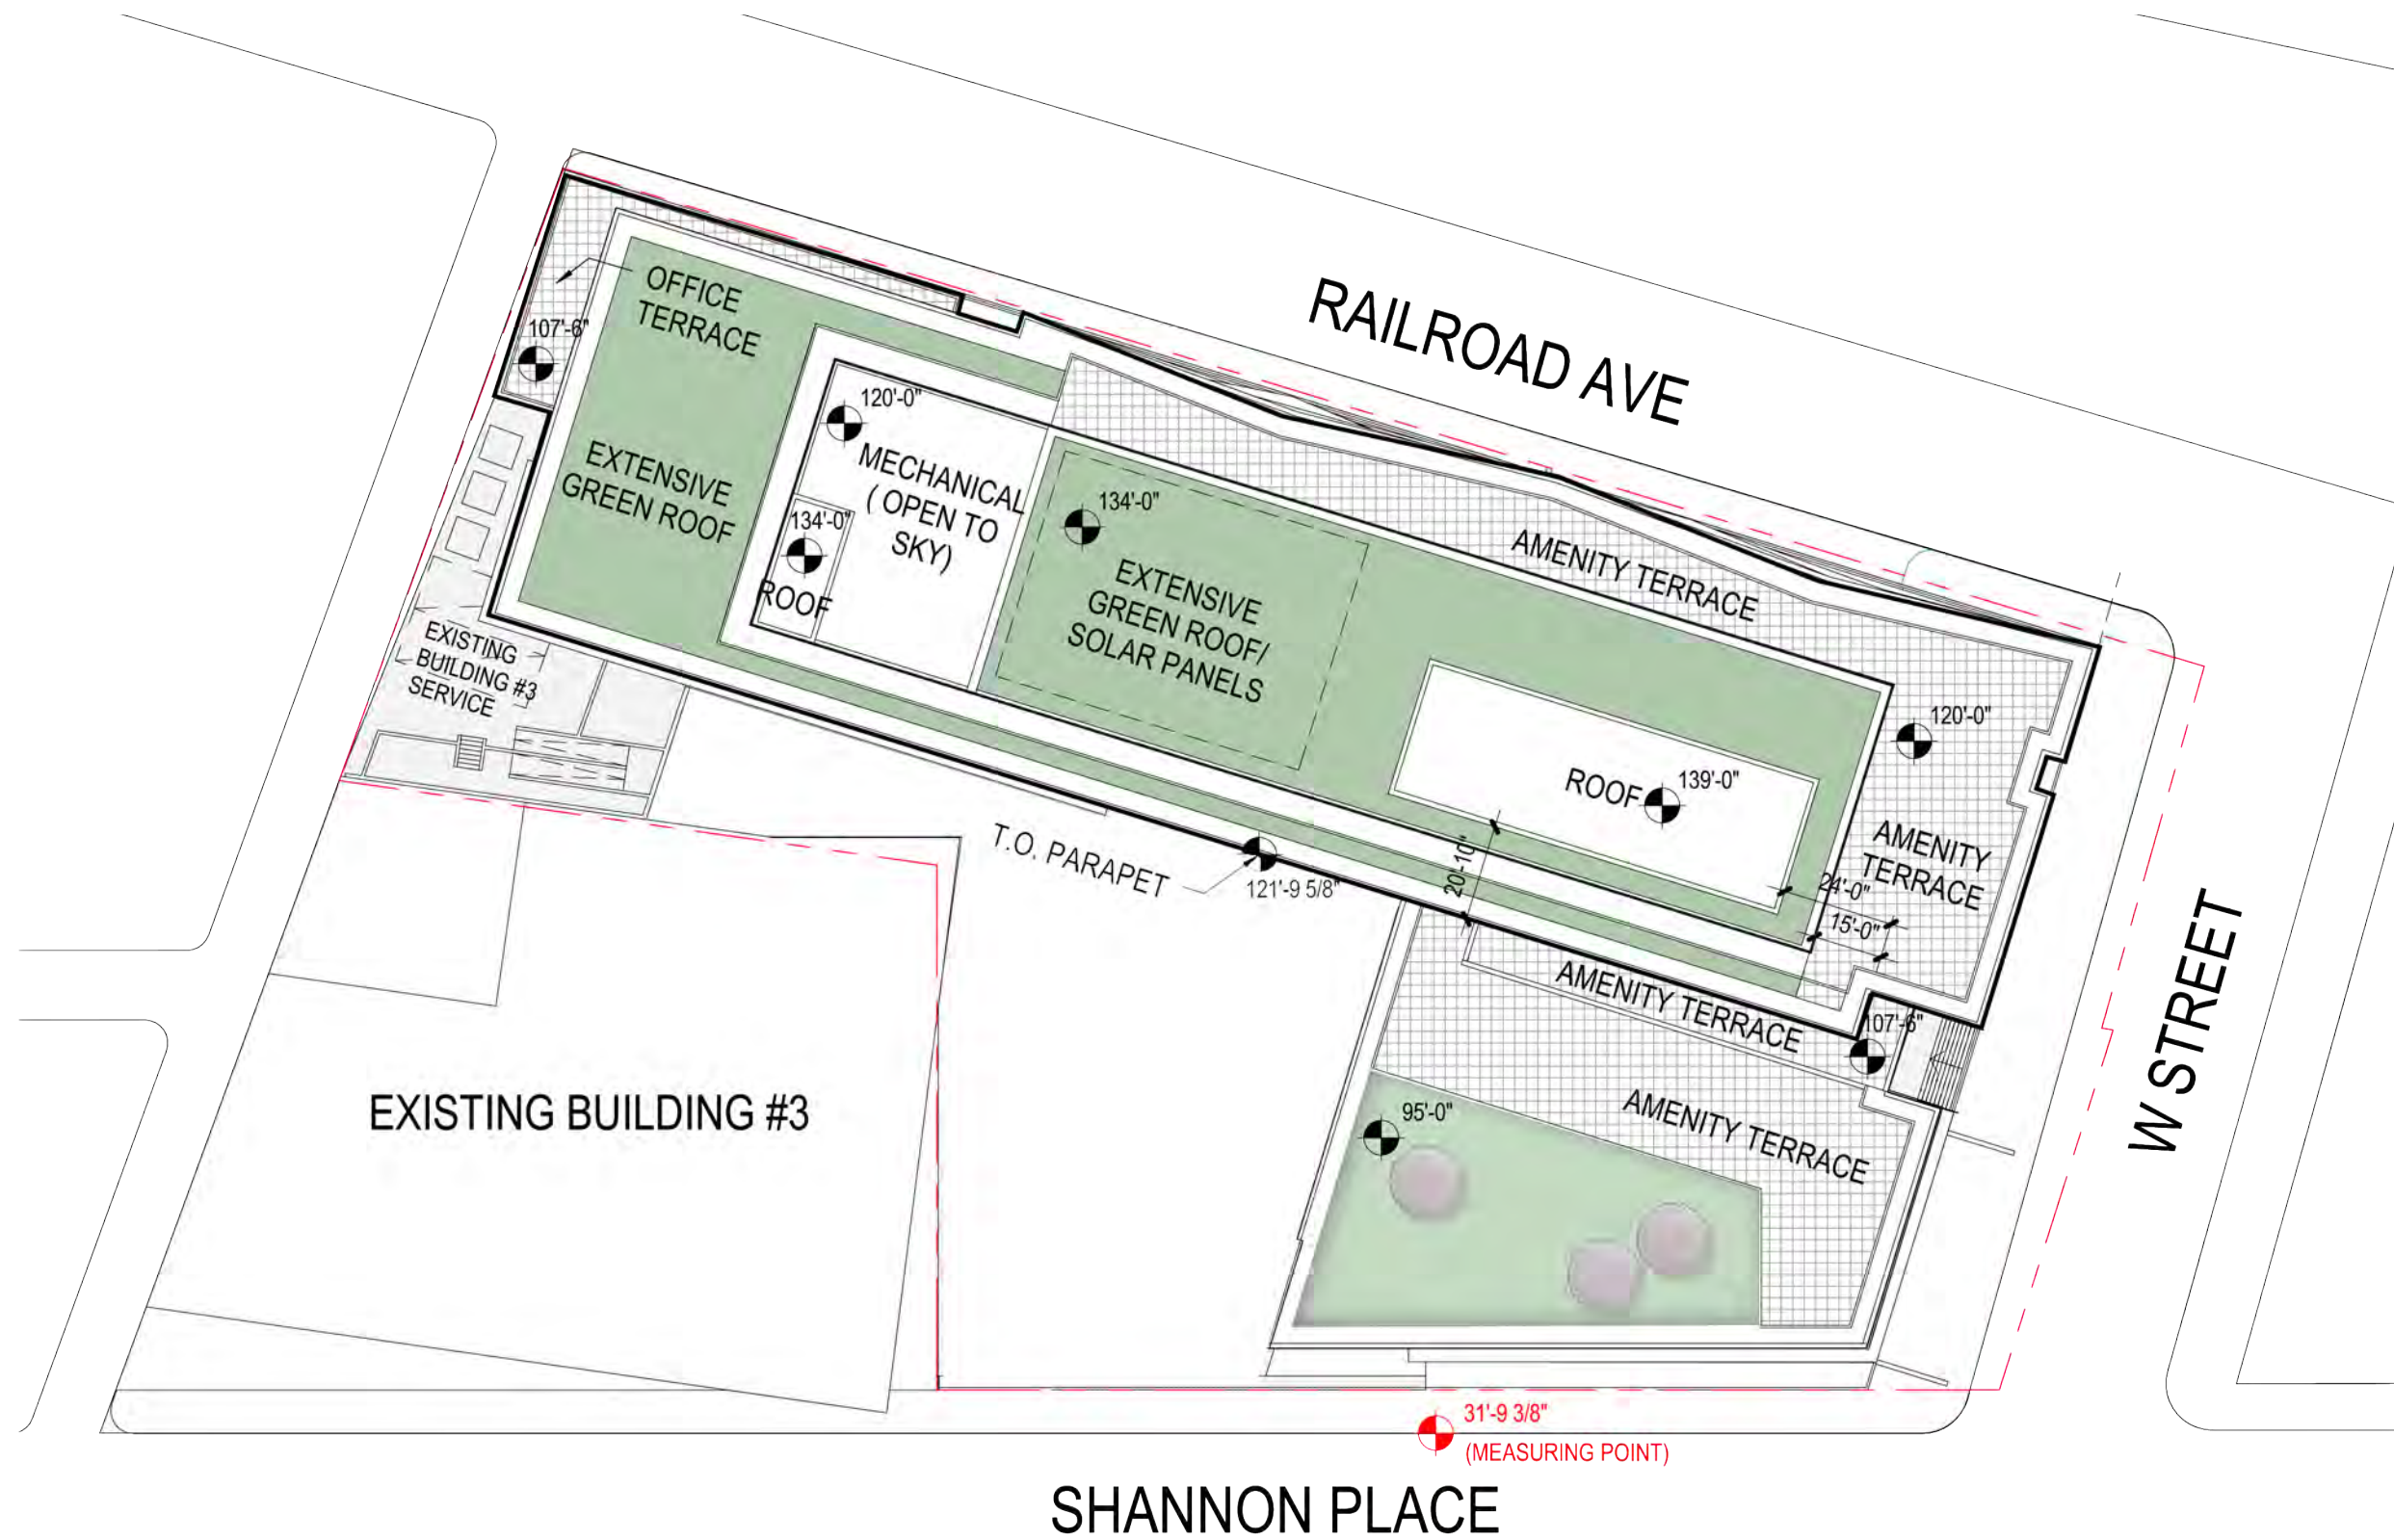 RAILROAD AVE
OFFICE
TERRACE
107'-6"
120'-0"
MECHANICAL
( OPEN TO
SKY)
EXTENSIVE
GREEN ROOF
134'-0"
ROOF
134'-0"
EXTENSIVE
GREEN ROOF/
SOLAR PANELS
AMENITY TERRACE
EXISTING
BUILDING #3
SERVICE
120'-0"
ROOF
139'-0"
T.O. PARAPET
121'-9 5/8"
20'-10"
24'-0"
15'-0"
AMENITY
TERRACE
AMENITY TERRACE
107'-6"
W STREET
EXISTING BUILDING #3
95'-0"
AMENITY TERRACE
31'-9 3/8"
(MEASURING POINT)
SHANNON PLACE